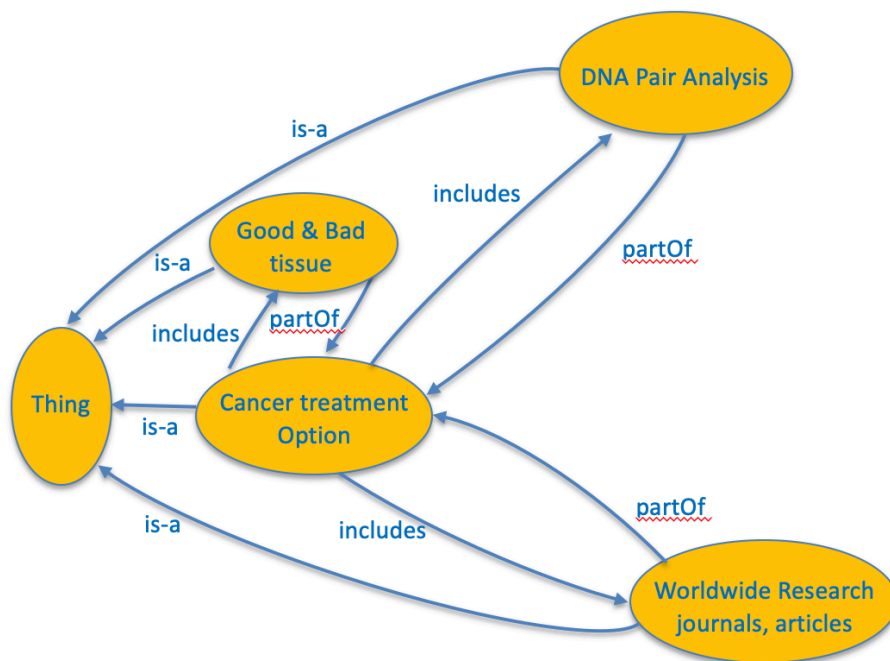 DNA Pair Analysis
is-a
includes
Good & Bad
tissue
partOf
is-a
includes
partOf
Thing
Cancer treatment
Option
is-a
partOf
is-a
includes
Worldwide Research
journals, articles